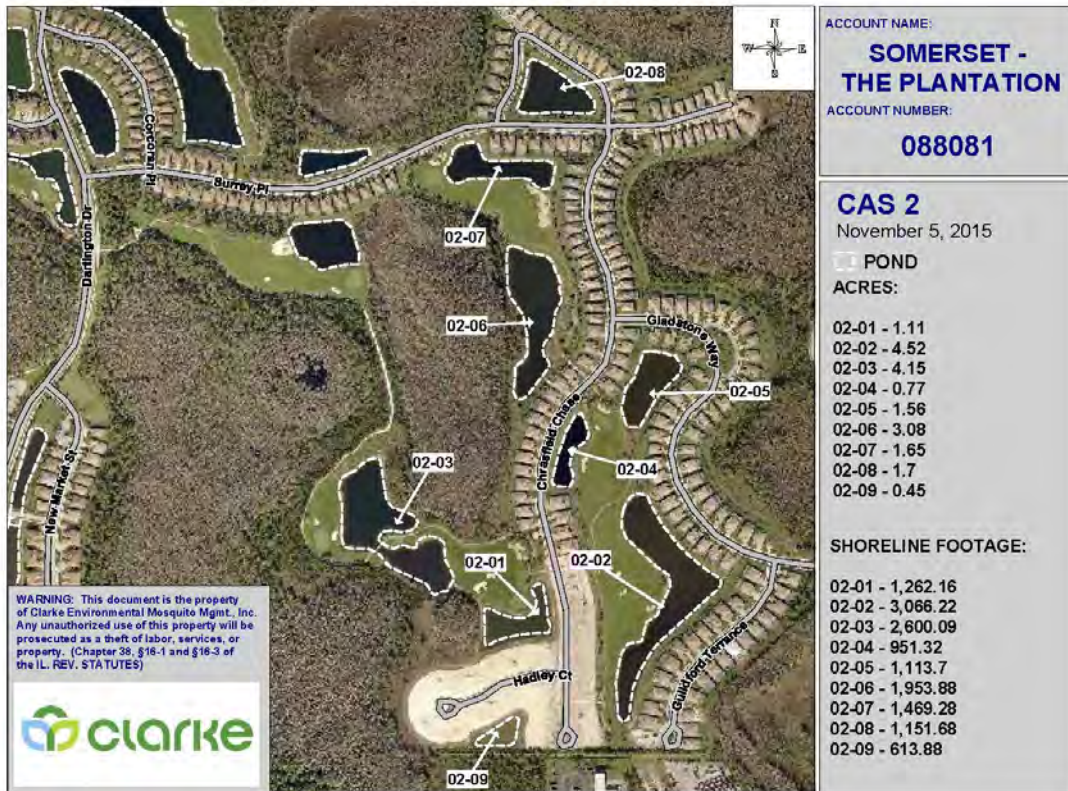 02-08
02-07
02-06
02-05
02-04
02-03
02-02
02-01
02-09
Corcoran Pl
Surrey Pl
Darlington Dr
New Market St
Gladstone Way
Chrasfield Chase
Guildford Terrance
Hadley Ct
N
W
E
S
WARNING: This document is the property
of Clarke Environmental Mosquito Mgmt., Inc.
Any unauthorized use of this property will be
prosecuted as a theft of labor, services, or
property. (Chapter 38, §16-1 and §16-3 of
the IL. REV. STATUTES)
clarke
ACCOUNT NAME:
SOMERSET -
THE PLANTATION
ACCOUNT NUMBER:
088081
CAS 2
November 5, 2015
POND
ACRES:
02-01 - 1.11
02-02 - 4.52
02-03 - 4.15
02-04 - 0.77
02-05 - 1.56
02-06 - 3.08
02-07 - 1.65
02-08 - 1.7
02-09 - 0.45
SHORELINE FOOTAGE:
02-01 - 1,262.16
02-02 - 3,066.22
02-03 - 2,600.09
02-04 - 951.32
02-05 - 1,113.7
02-06 - 1,953.88
02-07 - 1,469.28
02-08 - 1,151.68
02-09 - 613.88